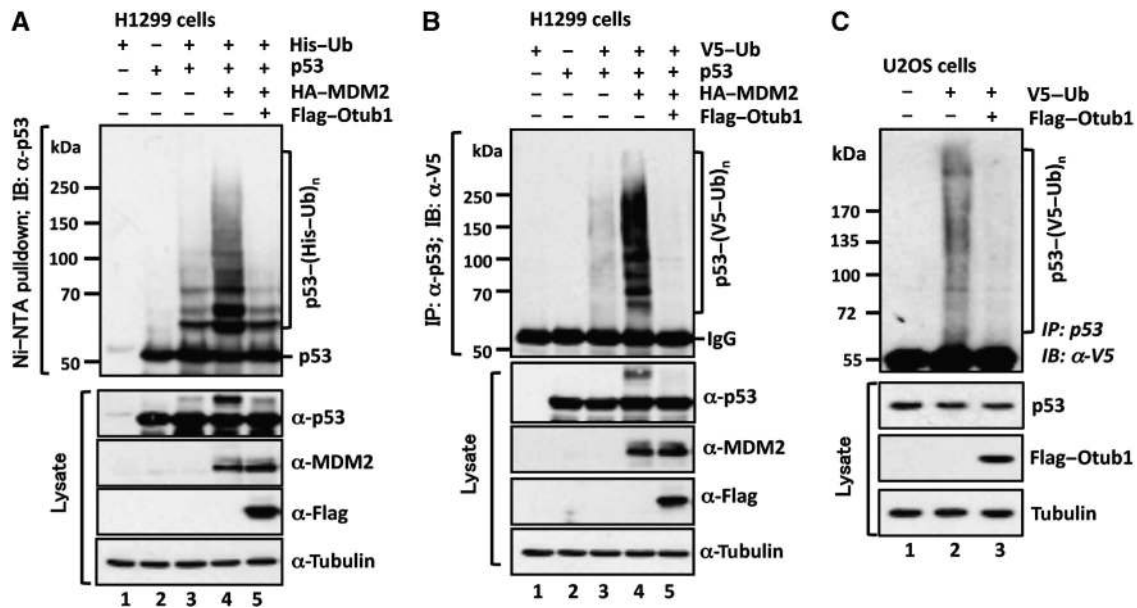 A
H1299 cells
+ − + + + His–Ub
− + + + + p53
− − − + + HA–MDM2
− − − − + Flag–Otub1
Ni–NTA pulldown; IB: α-p53
kDa
250
150
100
70
50
p53–(His–Ub)n
p53
Lysate
α-p53
α-MDM2
α-Flag
α-Tubulin
1 2 3 4 5
B
H1299 cells
+ − + + + V5–Ub
− + + + + p53
− − − + + HA–MDM2
− − − − + Flag–Otub1
IP: α-p53; IB: α-V5
kDa
250
150
100
70
50
p53–(V5–Ub)n
IgG
Lysate
α-p53
α-MDM2
α-Flag
α-Tubulin
1 2 3 4 5
C
U2OS cells
− + + V5–Ub
− − + Flag–Otub1
kDa
170
135
100
72
55
p53–(V5–Ub)n
IP: p53
IB: α-V5
Lysate
p53
Flag–Otub1
Tubulin
1 2 3